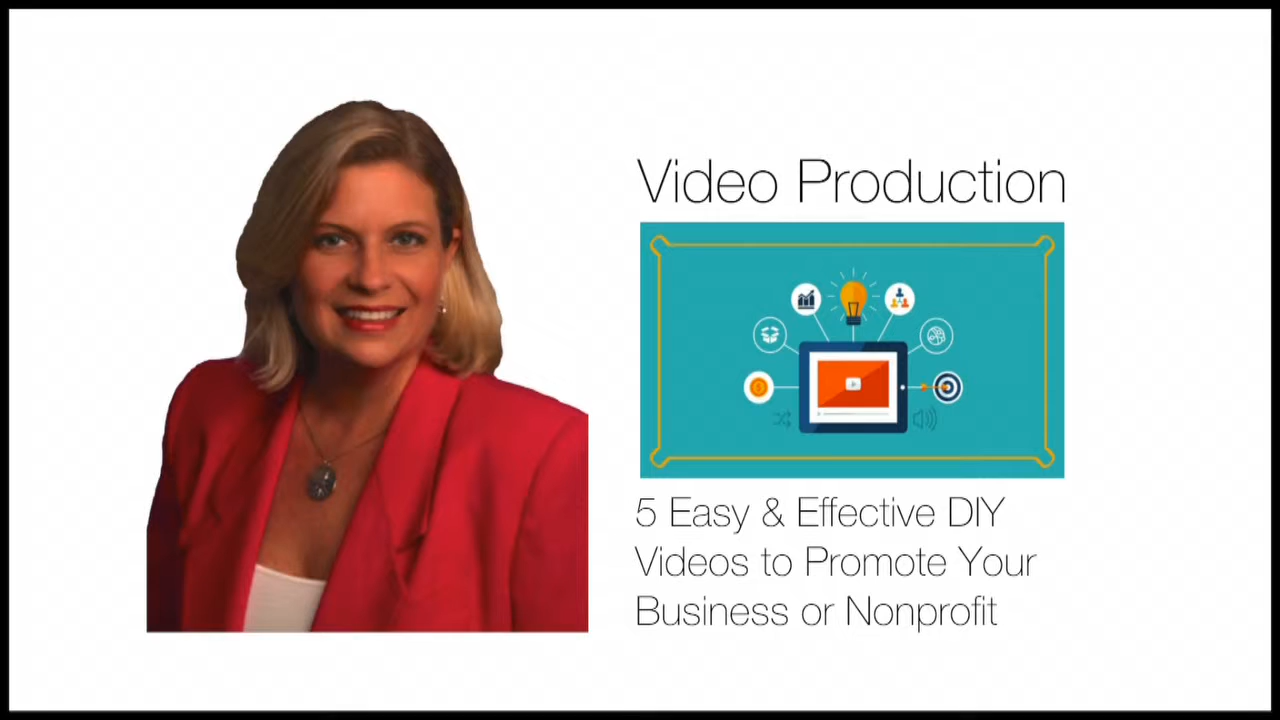 Video Production
5 Easy & Effective DIY
Videos to Promote Your
Business or Nonprofit